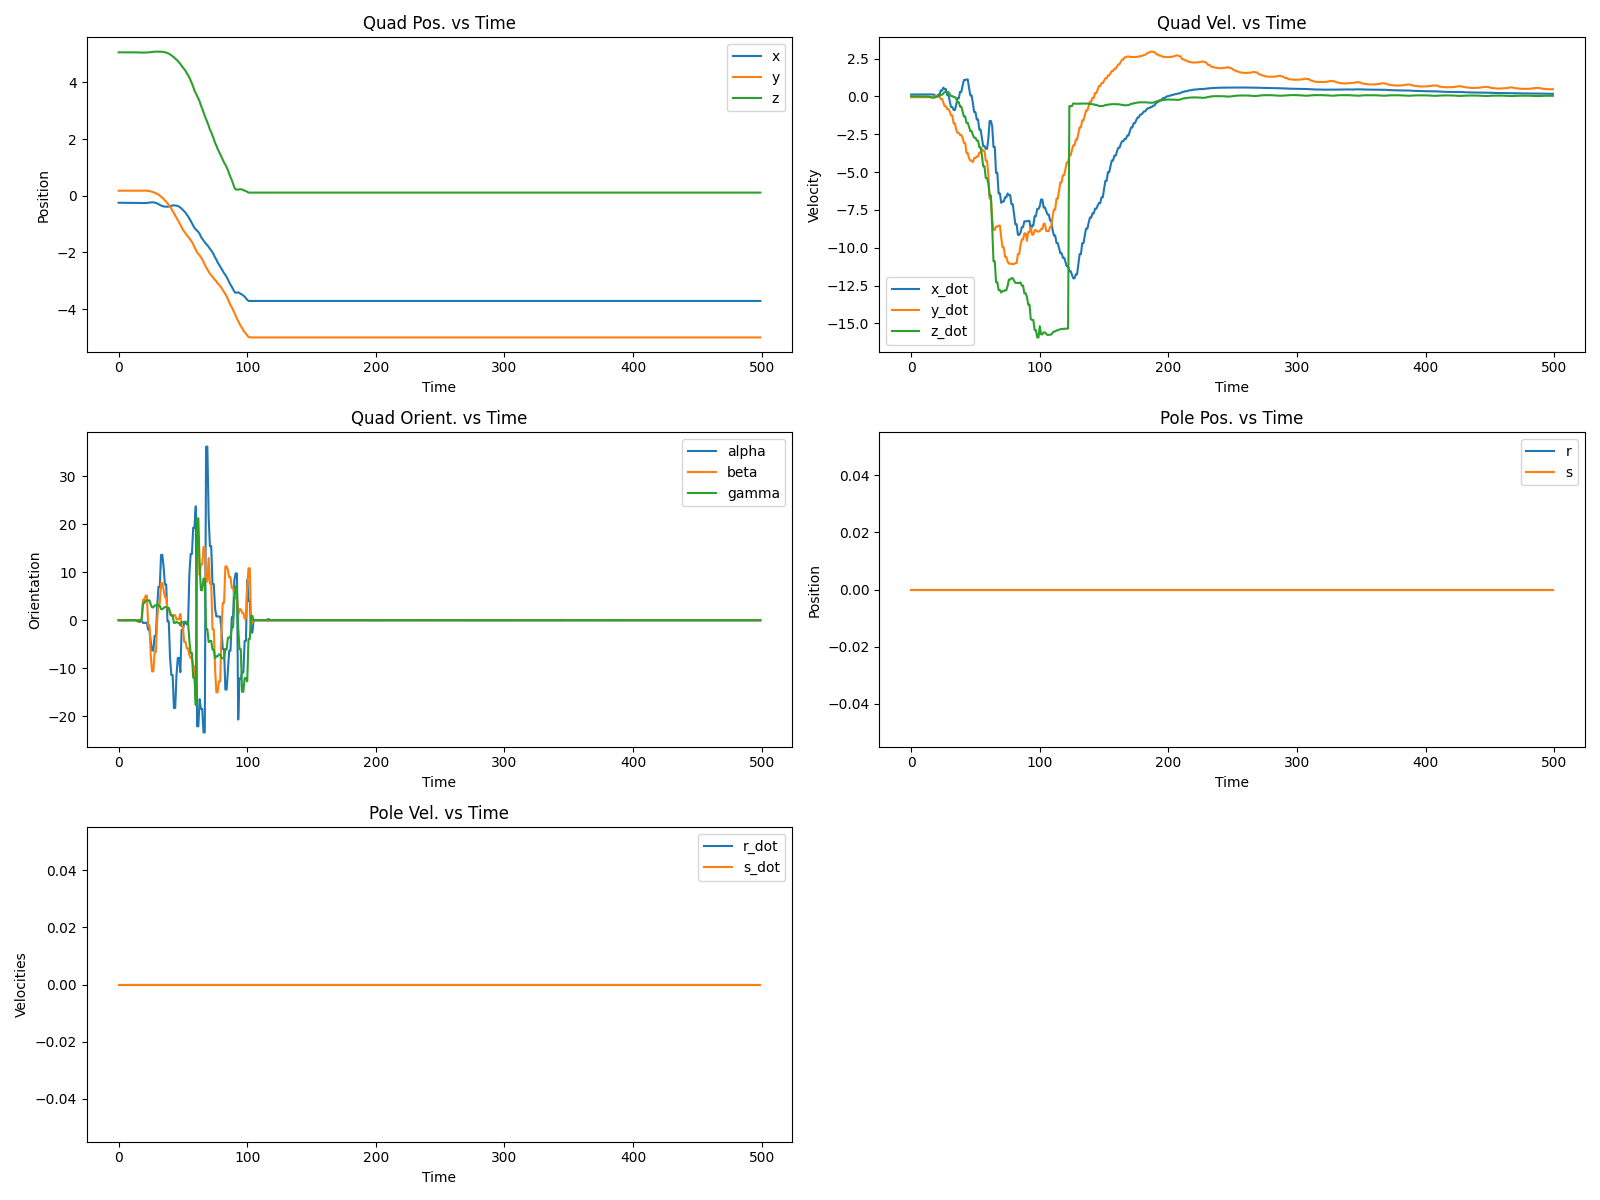 Quad Pos. vs Time
4
2
0
−2
−4
Position
x
y
z
0 100 200 300 400 500
Time
Quad Vel. vs Time
2.5
0.0
−2.5
−5.0
−7.5
−10.0
−12.5
−15.0
Velocity
x_dot
y_dot
z_dot
0 100 200 300 400 500
Time
Quad Orient. vs Time
30
20
10
0
−10
−20
Orientation
alpha
beta
gamma
0 100 200 300 400 500
Time
Pole Pos. vs Time
0.04
0.02
0.00
−0.02
−0.04
Position
r
s
0 100 200 300 400 500
Time
Pole Vel. vs Time
0.04
0.02
0.00
−0.02
−0.04
Velocities
r_dot
s_dot
0 100 200 300 400 500
Time